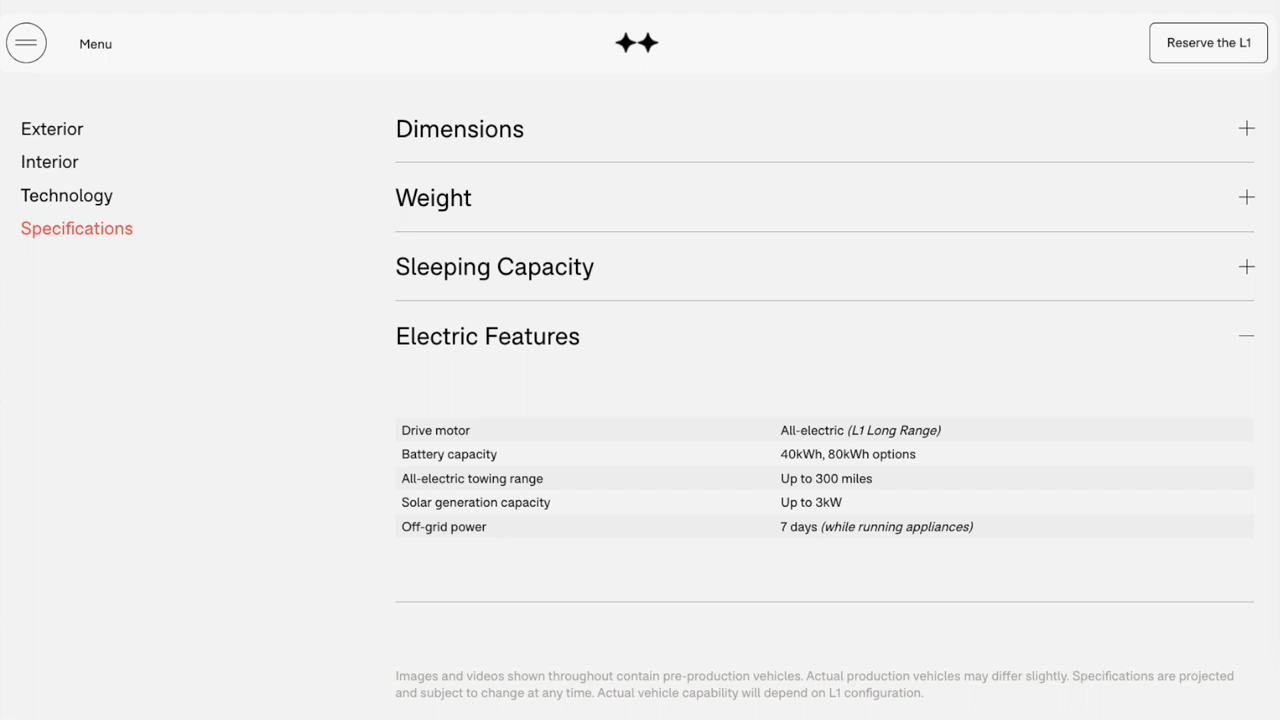 Menu
Reserve the L1
Exterior
Interior
Technology
Specifications
Dimensions
Weight
Sleeping Capacity
Electric Features
Drive motor All-electric (L1 Long Range)
Battery capacity 40kWh, 80kWh options
All-electric towing range Up to 300 miles
Solar generation capacity Up to 3kW
Off-grid power 7 days (while running appliances)
Images and videos shown throughout contain pre-production vehicles. Actual production vehicles may differ slightly. Specifications are projected
and subject to change at any time. Actual vehicle capability will depend on L1 configuration.